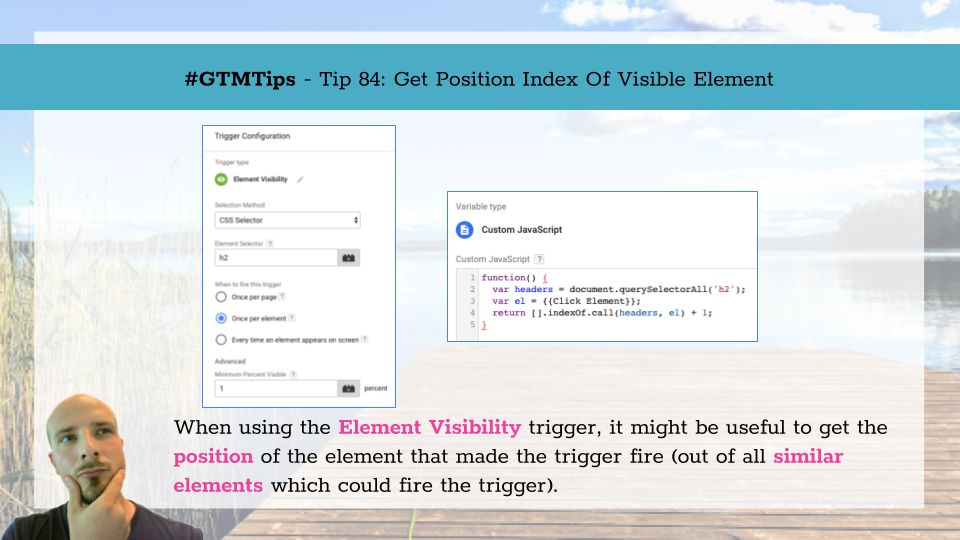 #GTMTips - Tip 84: Get Position Index Of Visible Element
Trigger Configuration
Trigger type
Element Visibility
Selection Method
CSS Selector
Element Selector ?
h2
When to fire this trigger
Once per page ?
Once per element ?
Every time an element appears on screen ?
Advanced
Minimum Percent Visible ?
1 percent
Variable type
Custom JavaScript
Custom JavaScript ?
1 function() {
2 var headers = document.querySelectorAll('h2');
3 var el = {{Click Element}};
4 return [].indexOf.call(headers, el) + 1;
5 }
When using the Element Visibility trigger, it might be useful to get the
position of the element that made the trigger fire (out of all similar
elements which could fire the trigger).